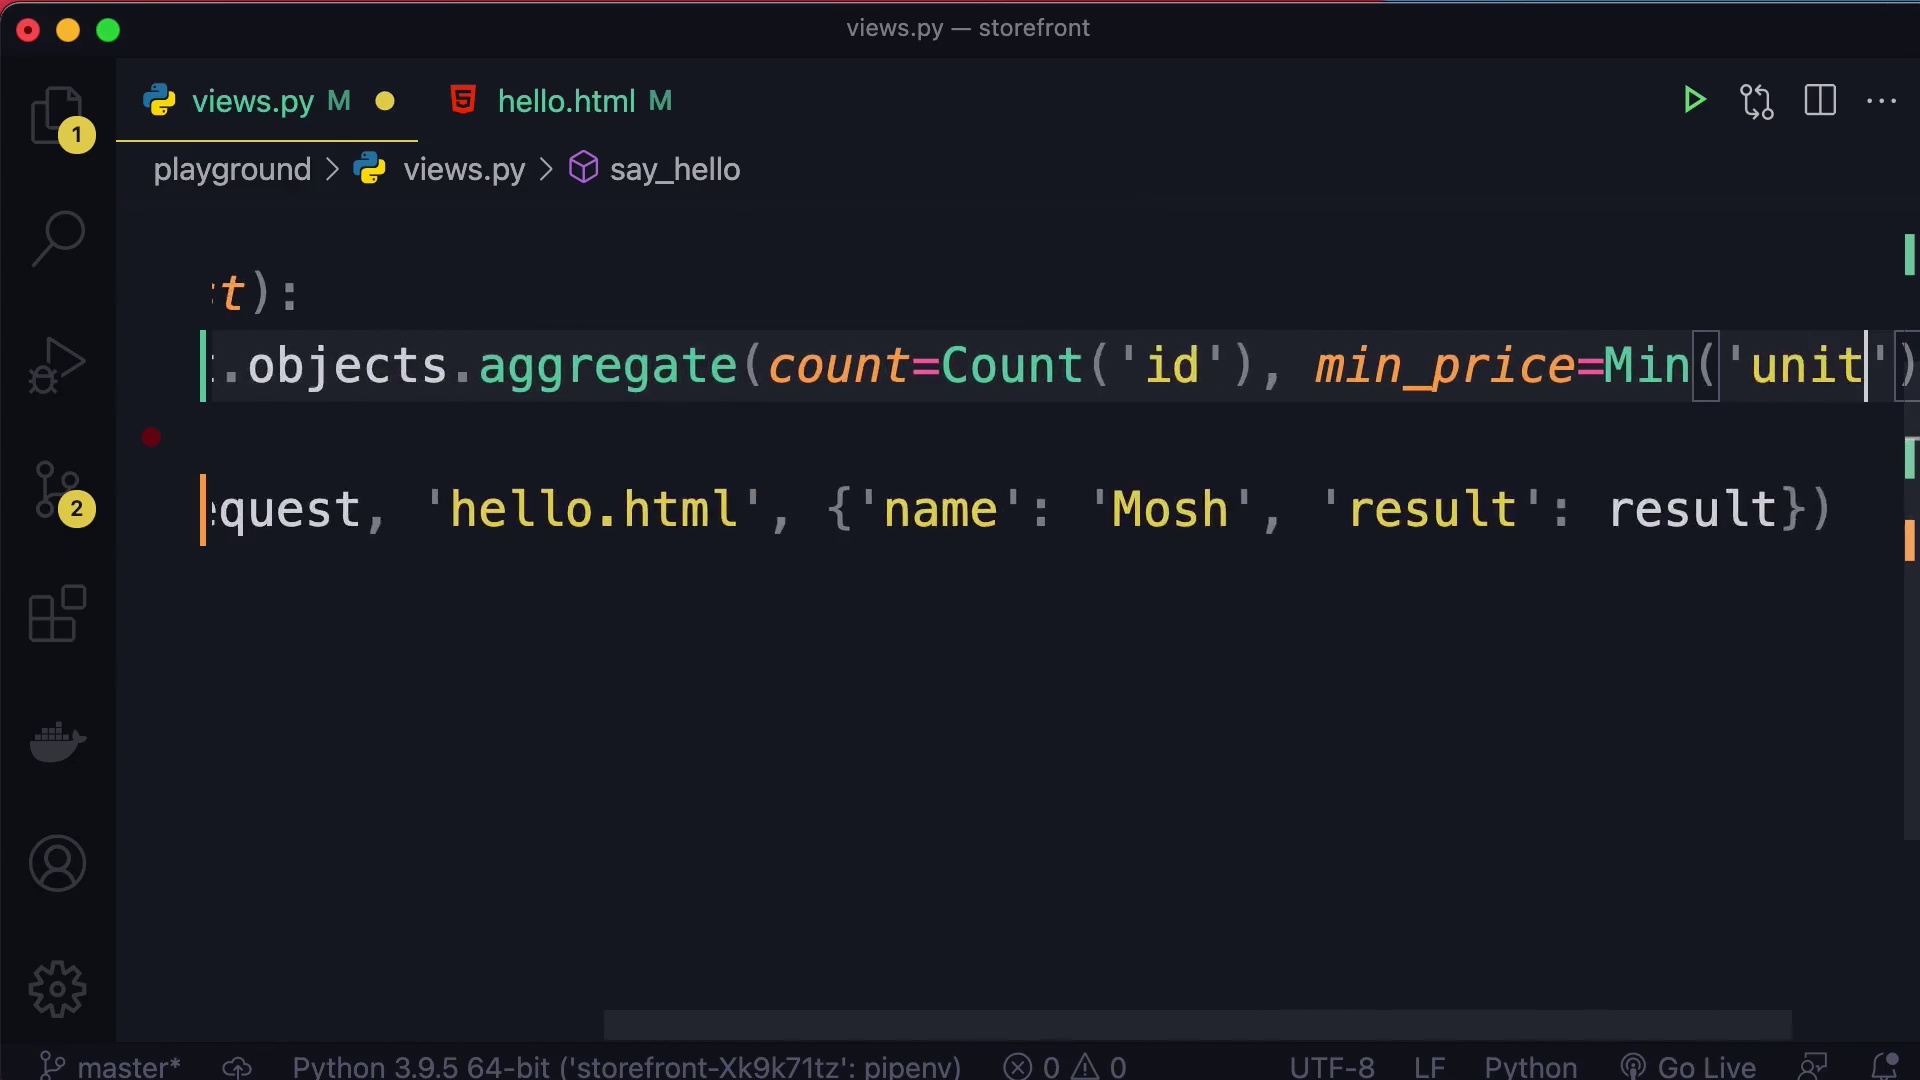 views.py — storefront
views.py M hello.html M
1
playground > views.py > say_hello
t):
.objects.aggregate(count=Count('id'), min_price=Min('unit')
equest, 'hello.html', {'name': 'Mosh', 'result': result})
2
master* Python 3.9.5 64-bit ('storefront-Xk9k71tz': pipenv) 0 0 UTF-8 LF Python Go Live